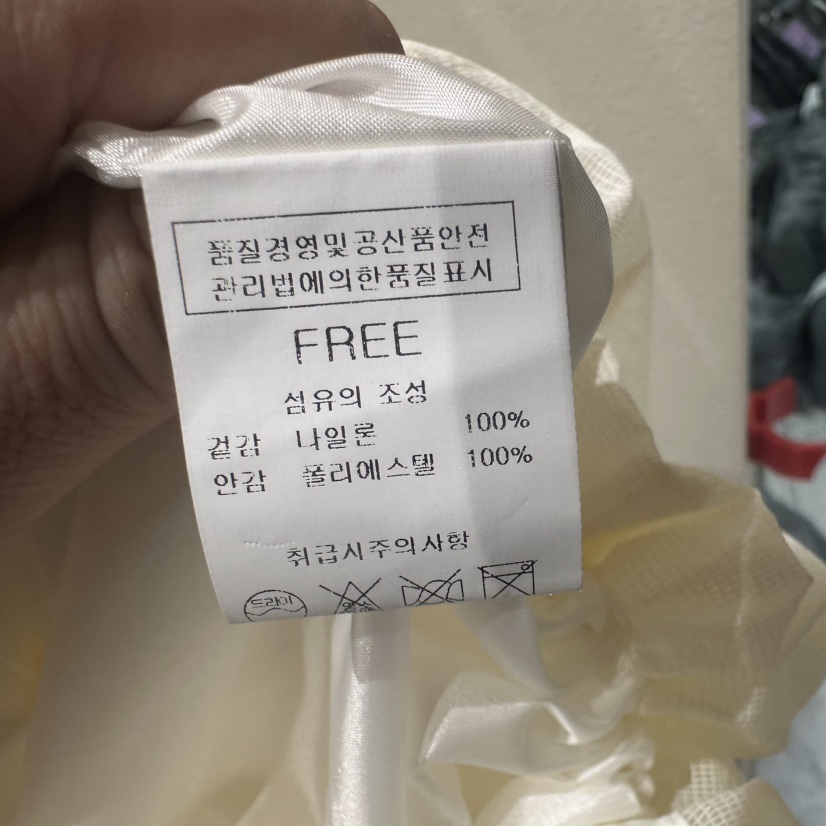 품질경영및공산품안전
관리법에의한품질표시
FREE
섬유의 조성
겉감 나일론 100%
안감 폴리에스텔 100%
취급시주의사항
드라이
염소